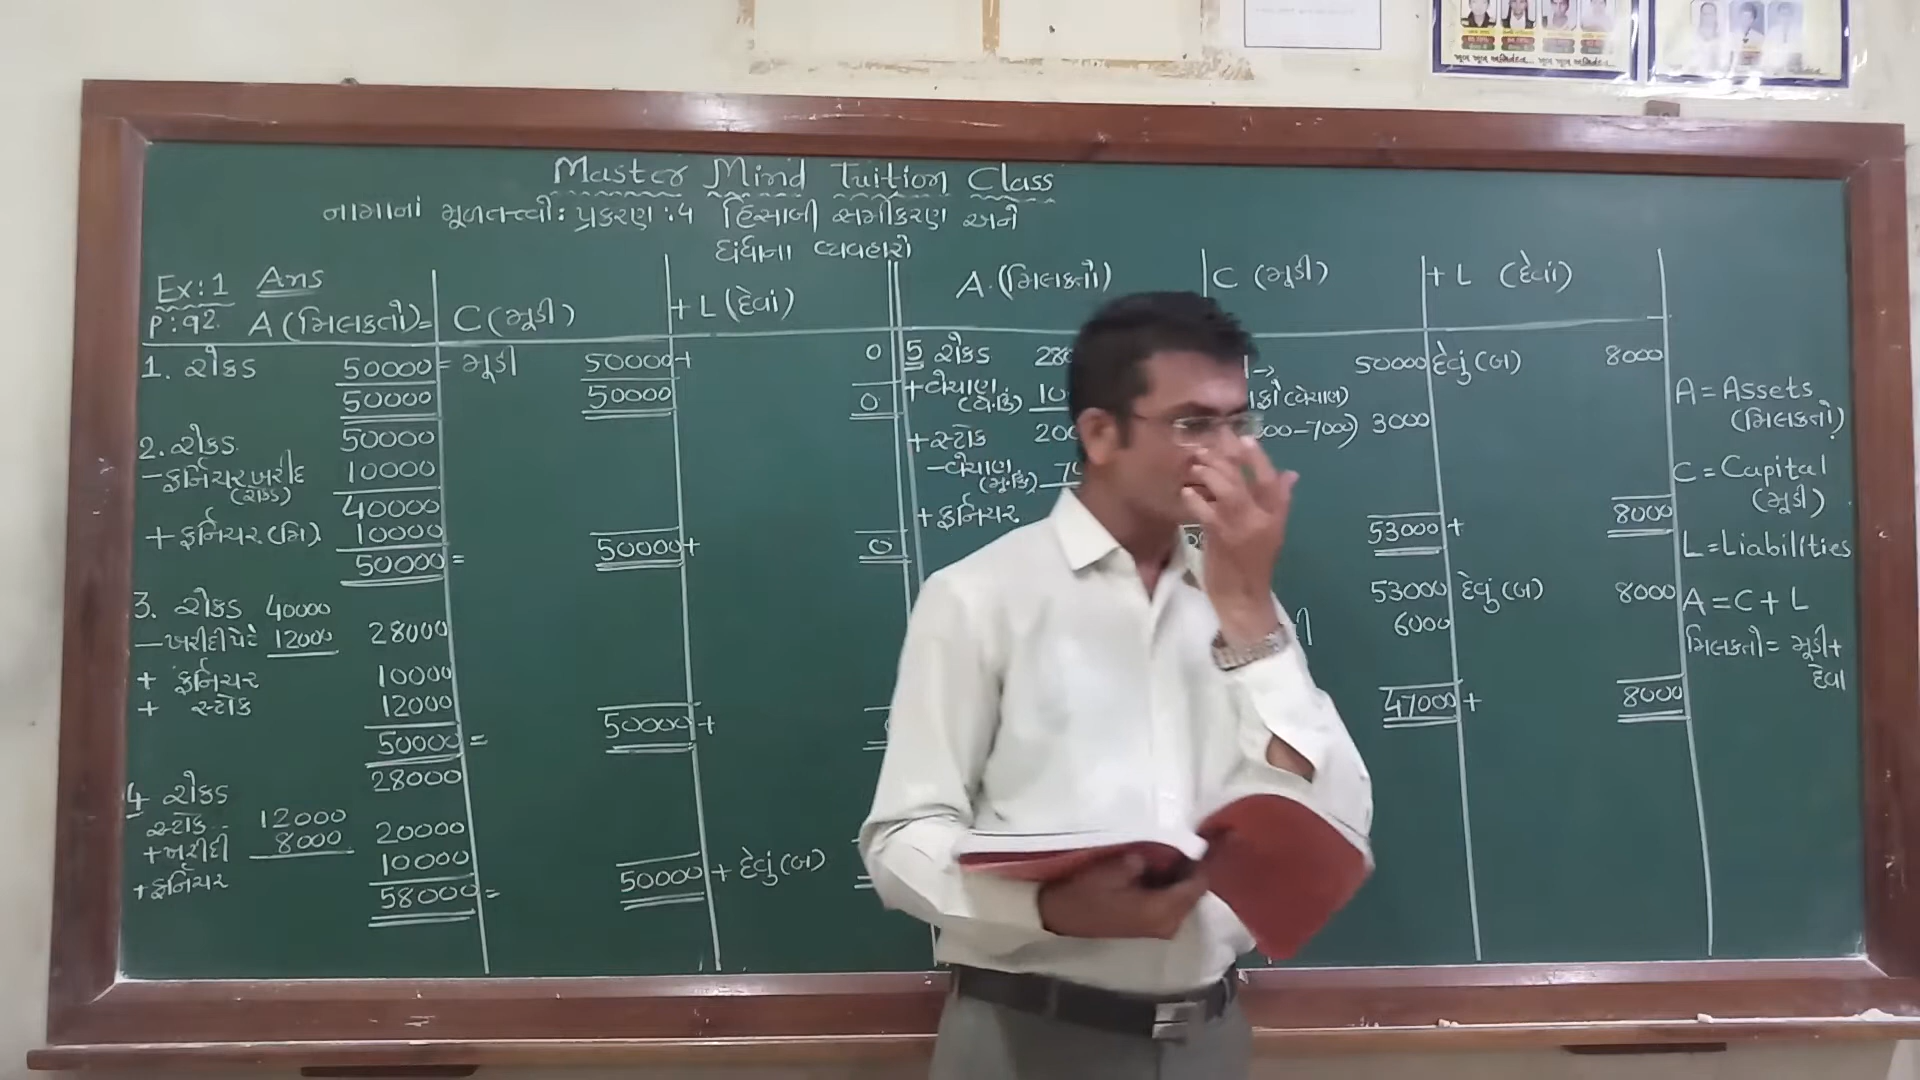 Master Mind Tuition Class
નામાનાં મૂળતત્ત્વો: પ્રકરણ : ૫ હિસાબી સમીકરણ અને
ધંધાના વ્યવહારો
Ex:1 Ans
P:૧2. A (મિલકતો)= C (મૂડી) + L (દેવાં)
1. રોકડ 50000 = મૂડી 50000 + 0
50000 50000 0
2. રોકડ 50000
- ફર્નિચર ખરીદ 10000
(રોકડ) 40000
+ ફર્નિચર (મિ). 10000
50000 = 50000 + 0
3. રોકડ 40000
- ખરીદી પેટે 12000 28000
+ ફર્નિચર 10000
+ સ્ટોક 12000
50000 = 50000 +
4 રોકડ 28000
સ્ટોક 12000
+ ખરીદી 8000 20000
+ ફર્નિચર 10000
58000 = 50000 + દેવું (બ)
A. (મિલકતો) C (મૂડી) + L (દેવાં)
5 રોકડ 50000 દેવું (બ) 8000
+ વેચાણ (વે.કિં) (વેચાણ)
+ સ્ટોક - 7000) 3000
- વેચાણ (મૂ.કિં)
+ ફર્નિચર 53000 + 8000
53000 દેવું (બ) 8000
6000
47000 + 8000
A = Assets
(મિલકતો)
C = Capital
(મૂડી)
L = Liabilities
A = C + L
મિલકતો = મૂડી +
દેવા